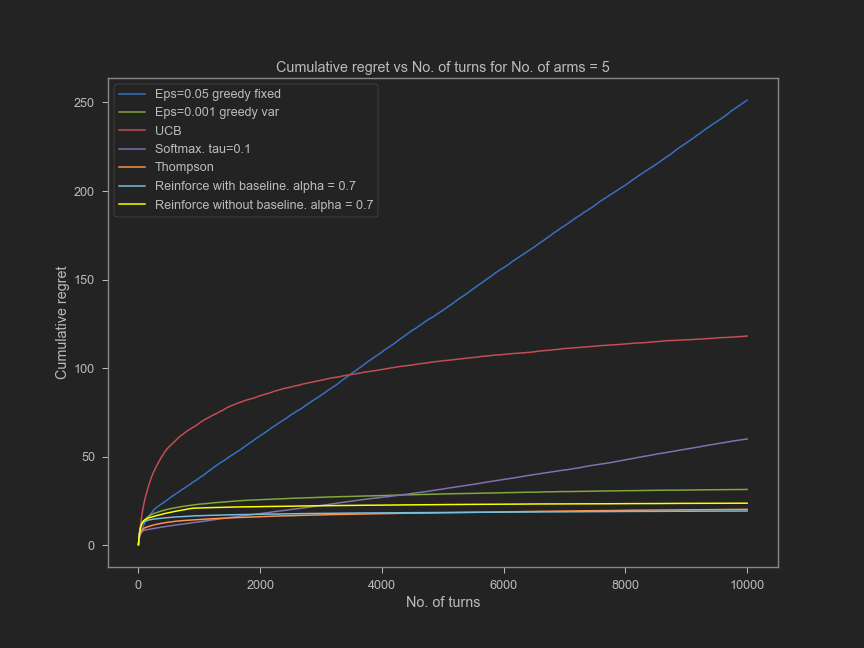 Cumulative regret vs No. of turns for No. of arms = 5
Eps=0.05 greedy fixed
Eps=0.001 greedy var
UCB
Softmax. tau=0.1
Thompson
Reinforce with baseline. alpha = 0.7
Reinforce without baseline. alpha = 0.7
250
200
150
100
50
0
Cumulative regret
0 2000 4000 6000 8000 10000
No. of turns